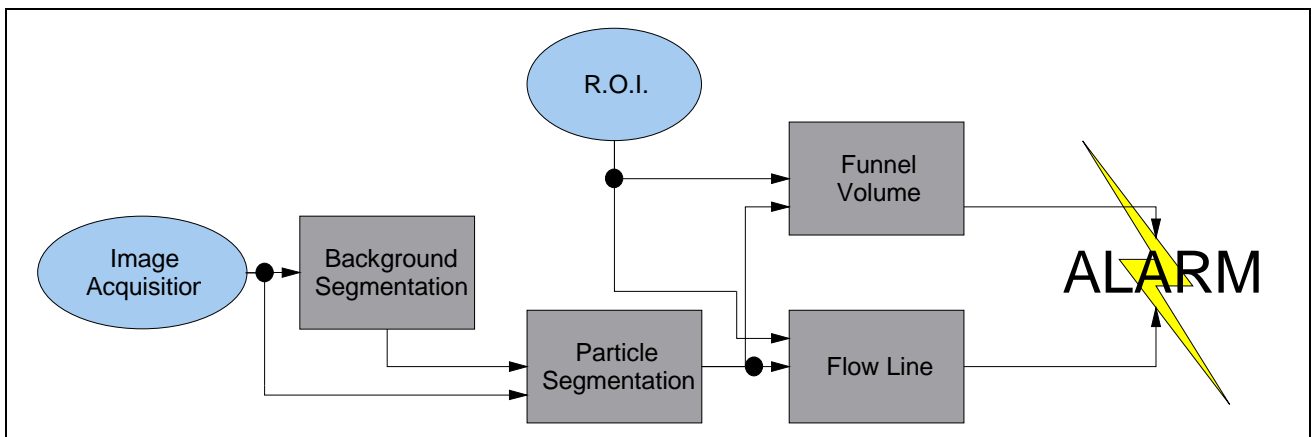 R.O.I.
Funnel
Volume
Image
Acquisitior
Background
Segmentation
ALARM
Particle
Segmentation
Flow Line